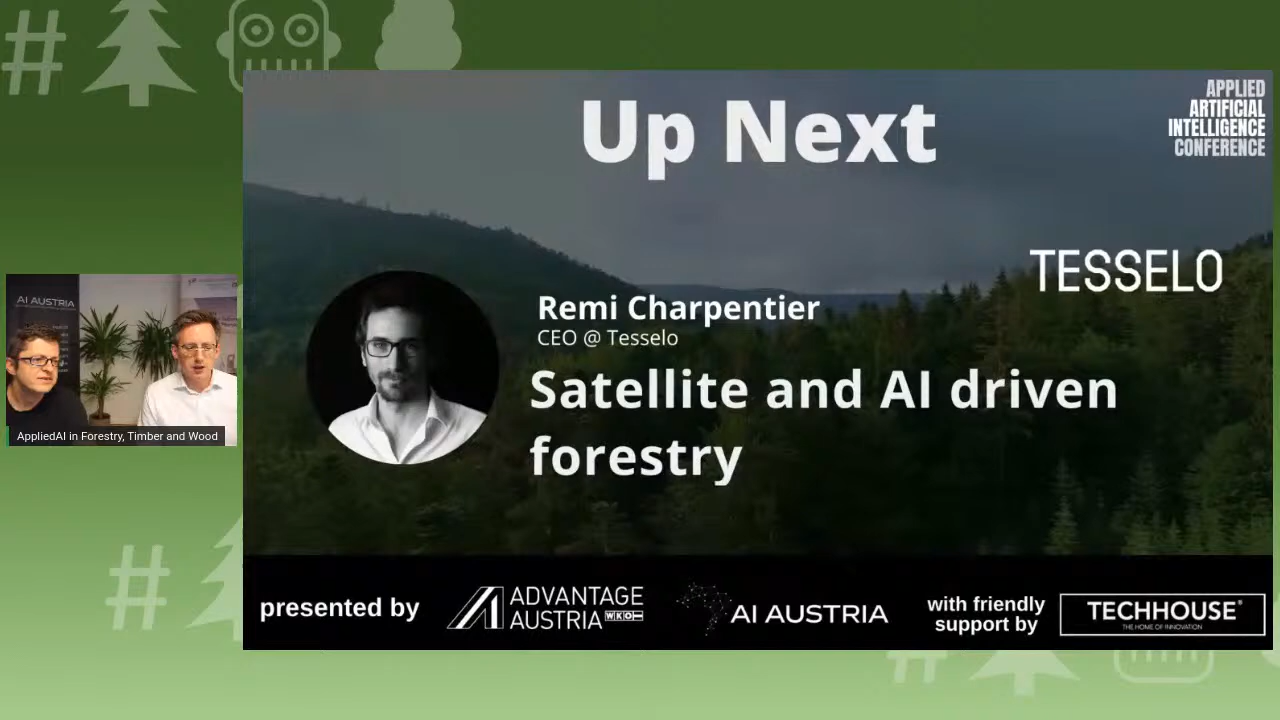 Up Next
APPLIED
ARTIFICIAL
INTELLIGENCE
CONFERENCE
TESSELO
Remi Charpentier
CEO @ Tesselo
Satellite and AI driven
forestry
AI AUSTRIA
AppliedAI in Forestry, Timber and Wood
presented by
ADVANTAGE
AUSTRIA WKO
AI AUSTRIA
with friendly
support by
TECHHOUSE®
THE HOME OF INNOVATION